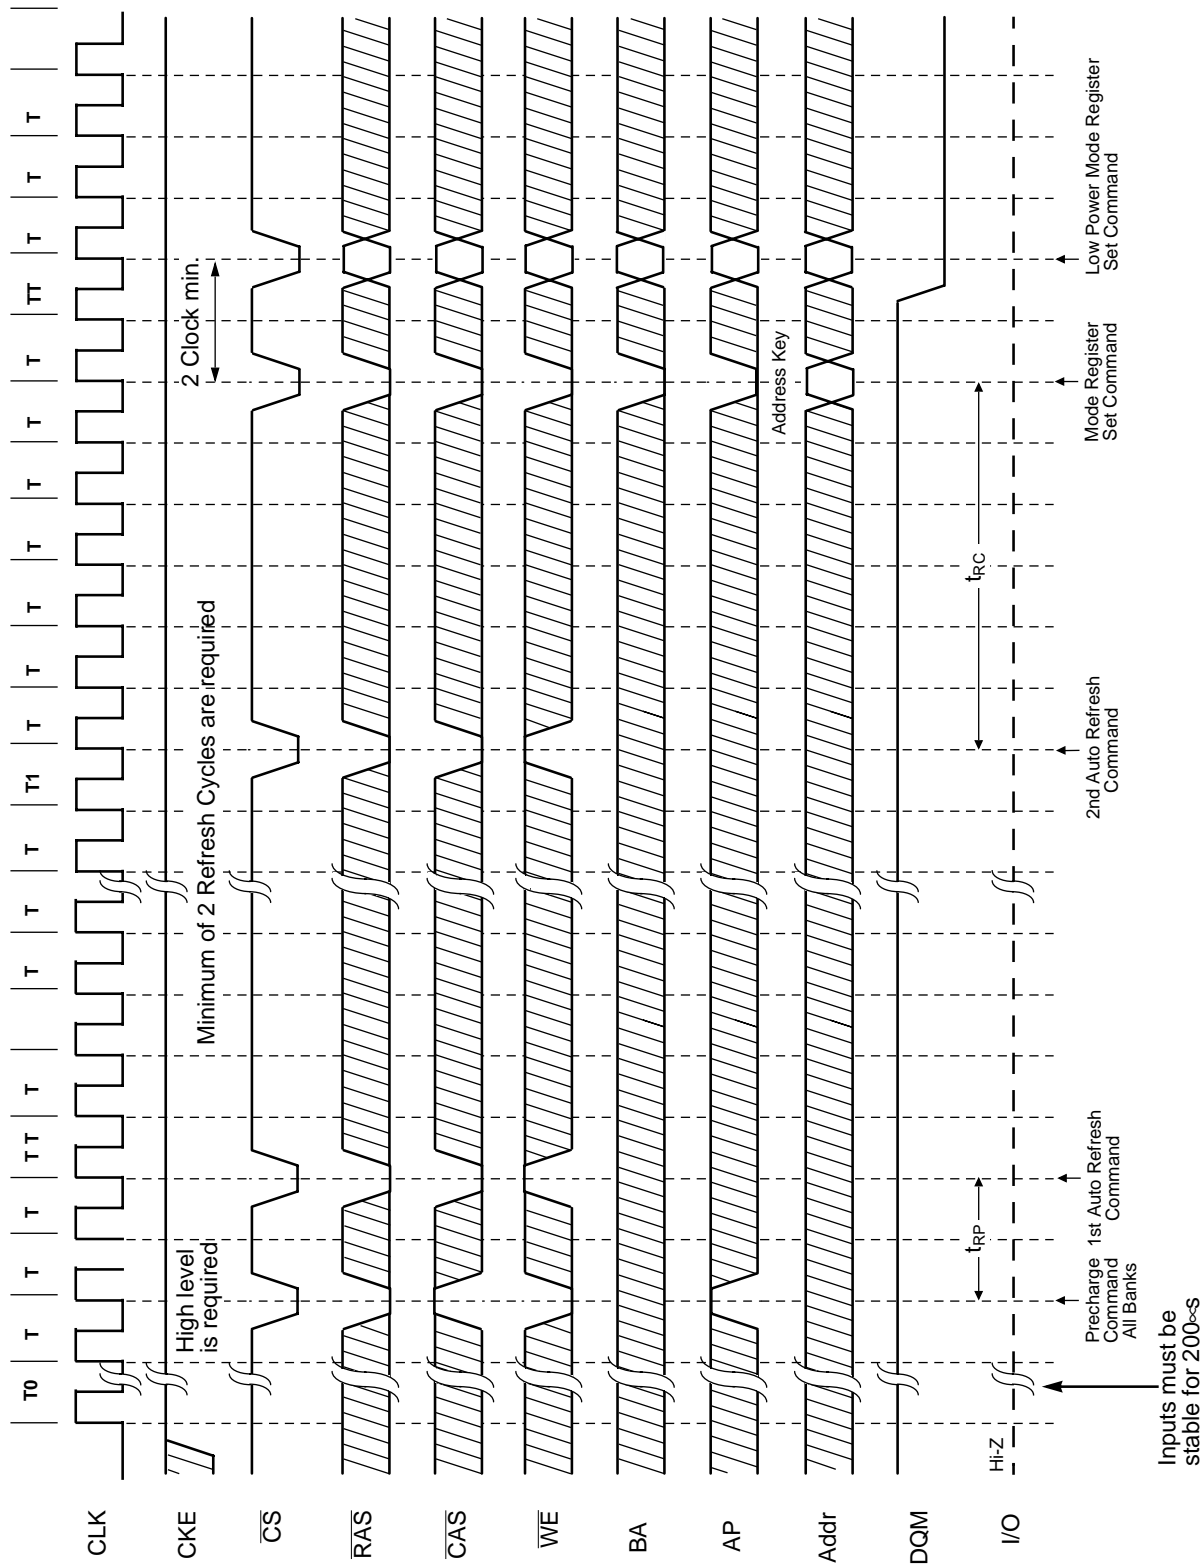 T0 T T T T T T T T T T1 T T T T T T T TT T T T
CLK
CKE
High level
is required
Minimum of 2 Refresh Cycles are required
2 Clock min.
CS
RAS
CAS
WE
BA
AP
Address Key
Addr
DQM
tRP
tRC
I/O
Hi-Z
Inputs must be
stable for 200∝s
Precharge
Command
All Banks
1st Auto Refresh
Command
2nd Auto Refresh
Command
Mode Register
Set Command
Low Power Mode Register
Set Command